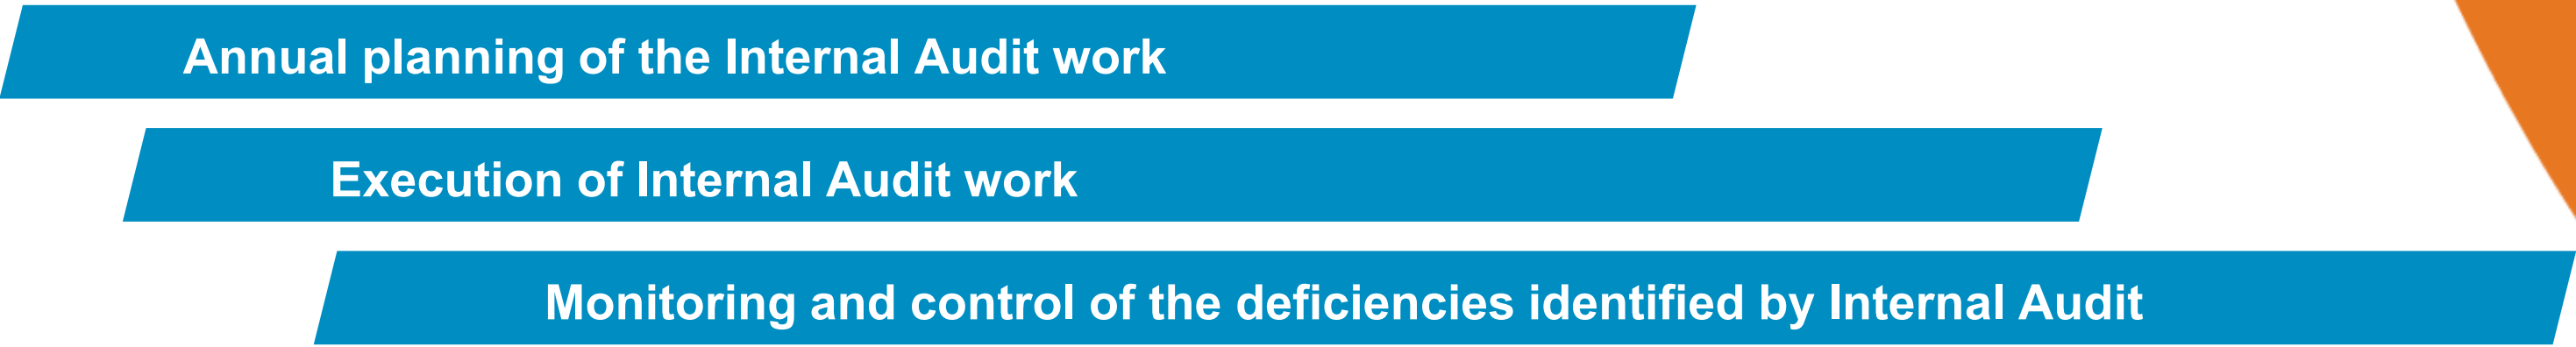 Annual planning of the Internal Audit work
Execution of Internal Audit work
Monitoring and control of the deficiencies identified by Internal Audit